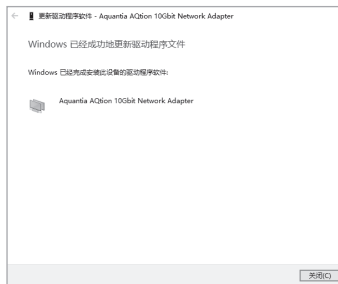 更新驱动程序软件 - Aquantia AQtion 10Gbit Network Adapter
Windows 已经成功地更新驱动程序文件
Windows 已经完成安装此设备的驱动程序软件:
Aquantia AQtion 10Gbit Network Adapter
关闭(C)